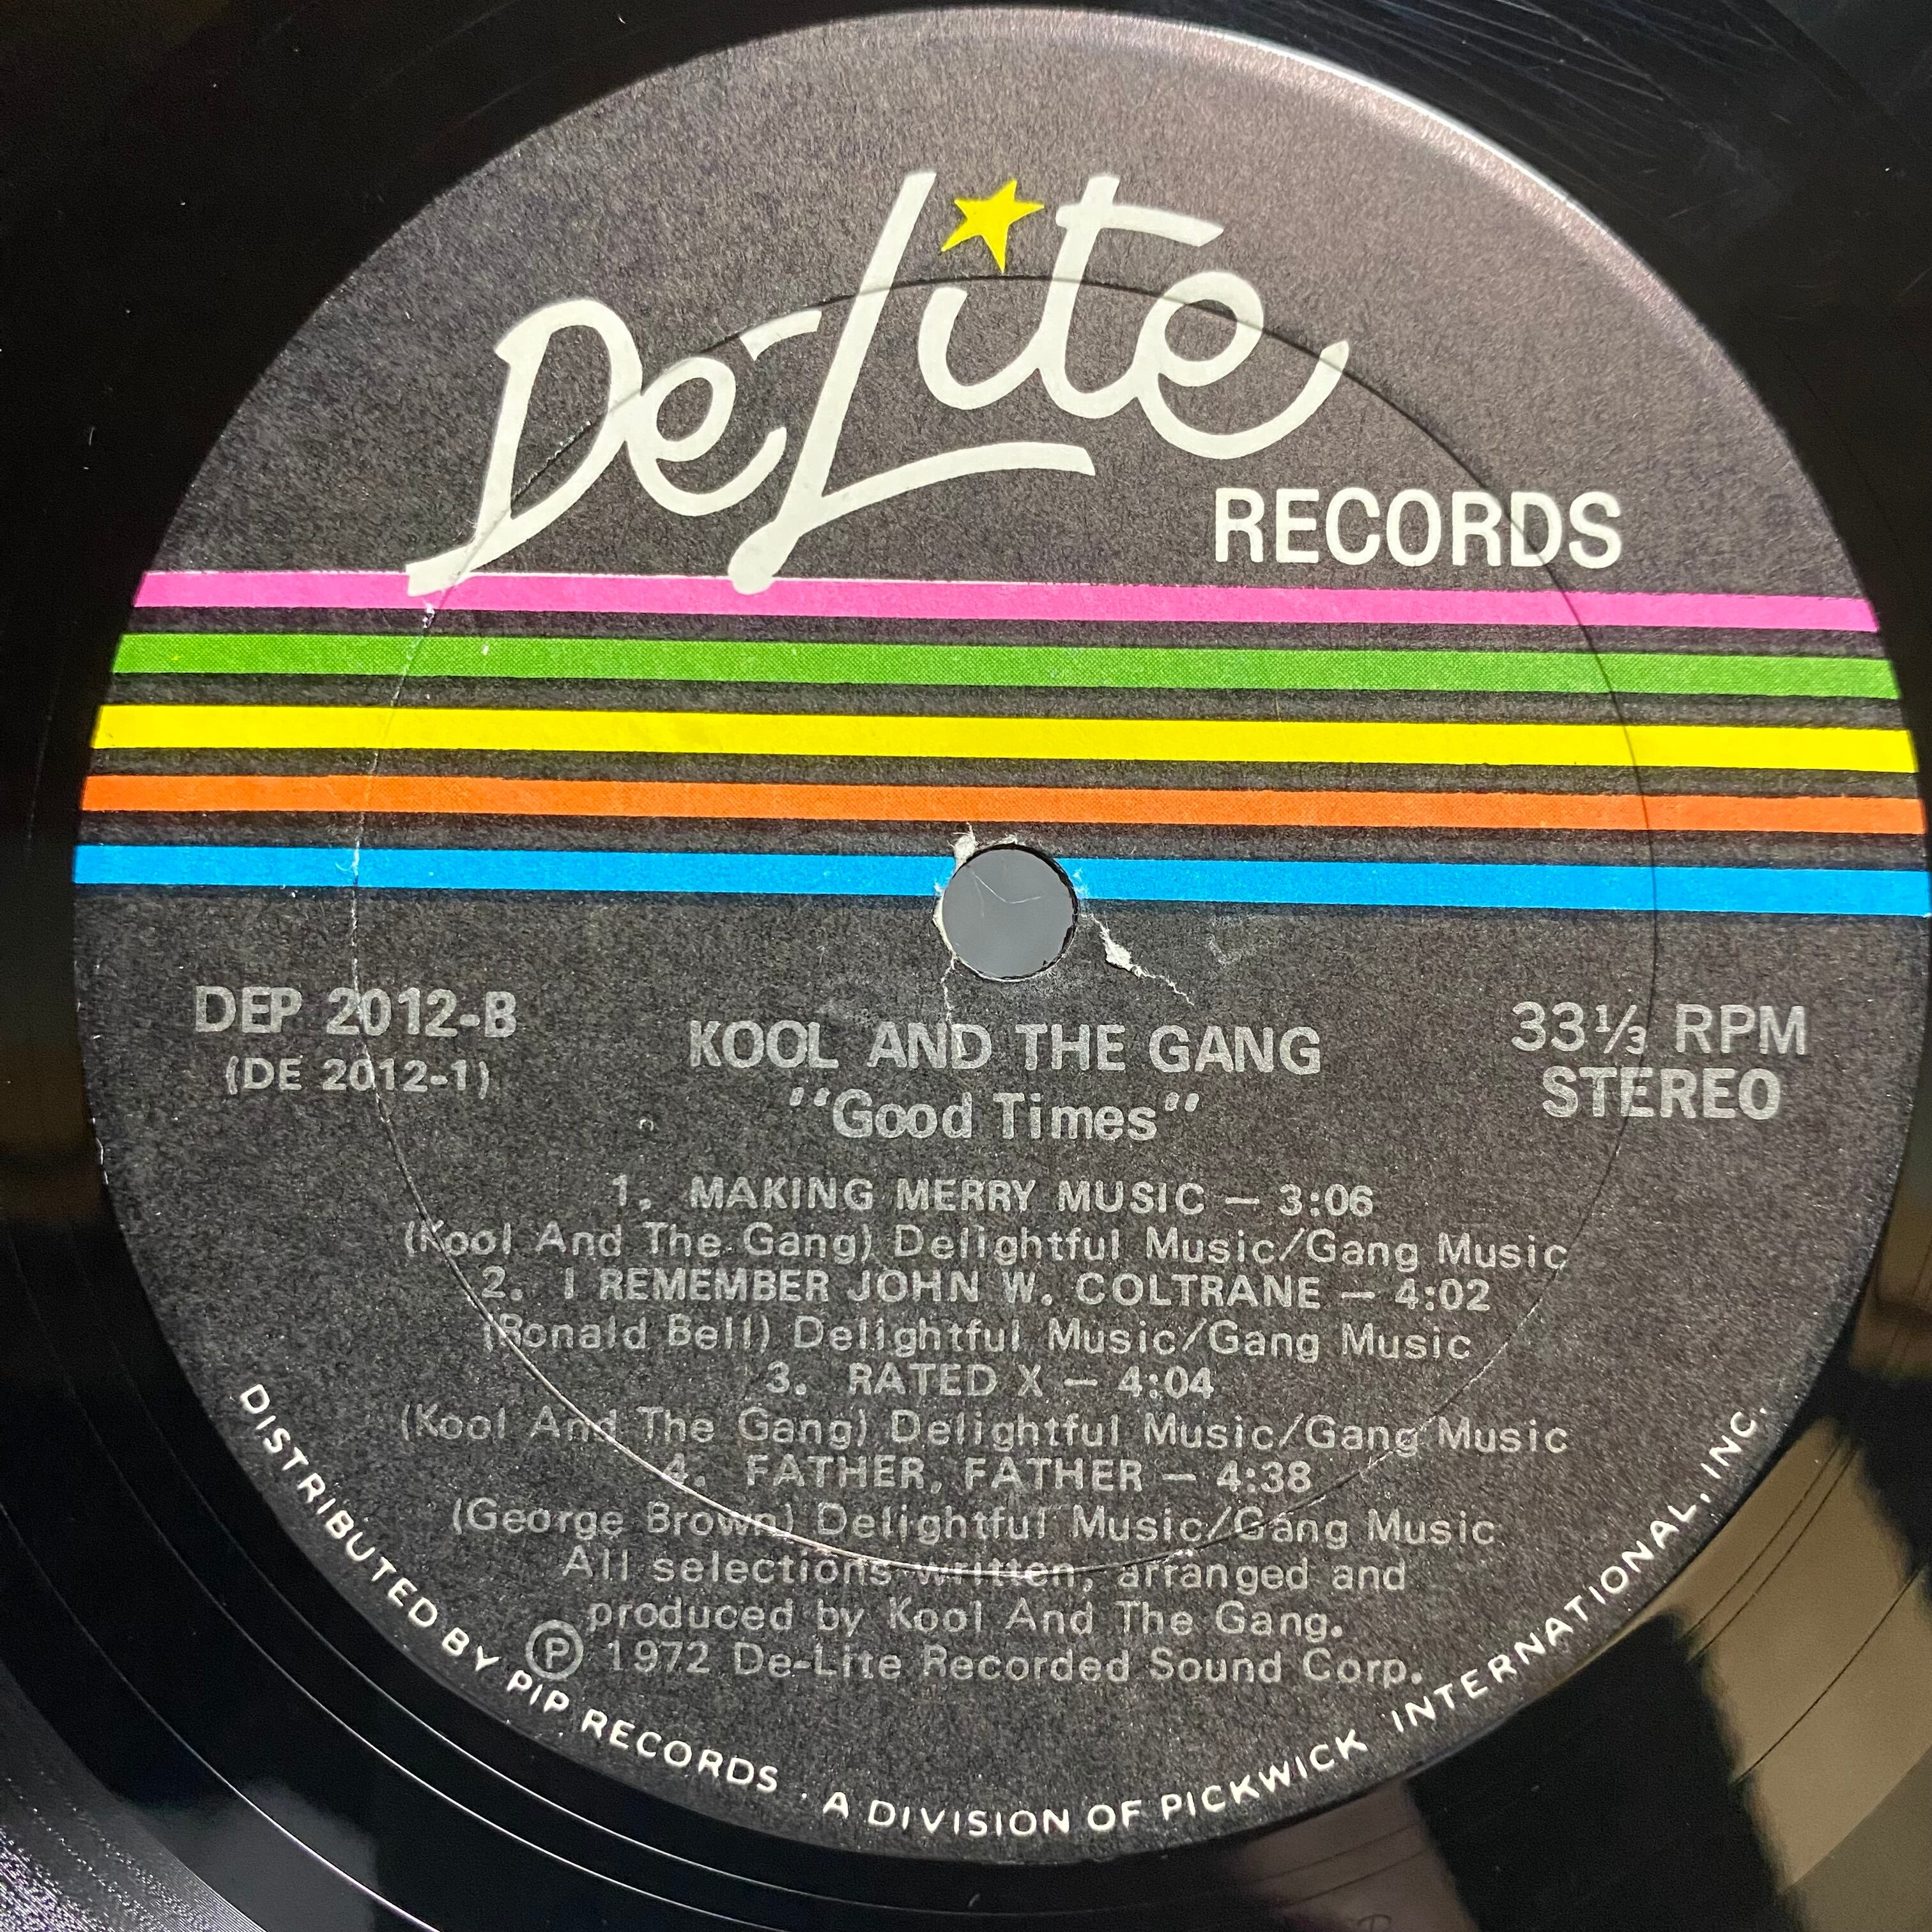 De-Lite
RECORDS
DEP 2012-B
(DE 2012-1)
KOOL AND THE GANG
"Good Times"
33⅓ RPM
STEREO
1. MAKING MERRY MUSIC — 3:06
(Kool And The Gang) Delightful Music/Gang Music
2. I REMEMBER JOHN W. COLTRANE — 4:02
(Ronald Bell) Delightful Music/Gang Music
3. RATED X — 4:04
(Kool And The Gang) Delightful Music/Gang Music
4. FATHER, FATHER — 4:38
(George Brown) Delightful Music/Gang Music
All selections written, arranged and
produced by Kool And The Gang.
Ⓟ 1972 De-Lite Recorded Sound Corp.
DISTRIBUTED BY PIP RECORDS · A DIVISION OF PICKWICK INTERNATIONAL, INC.